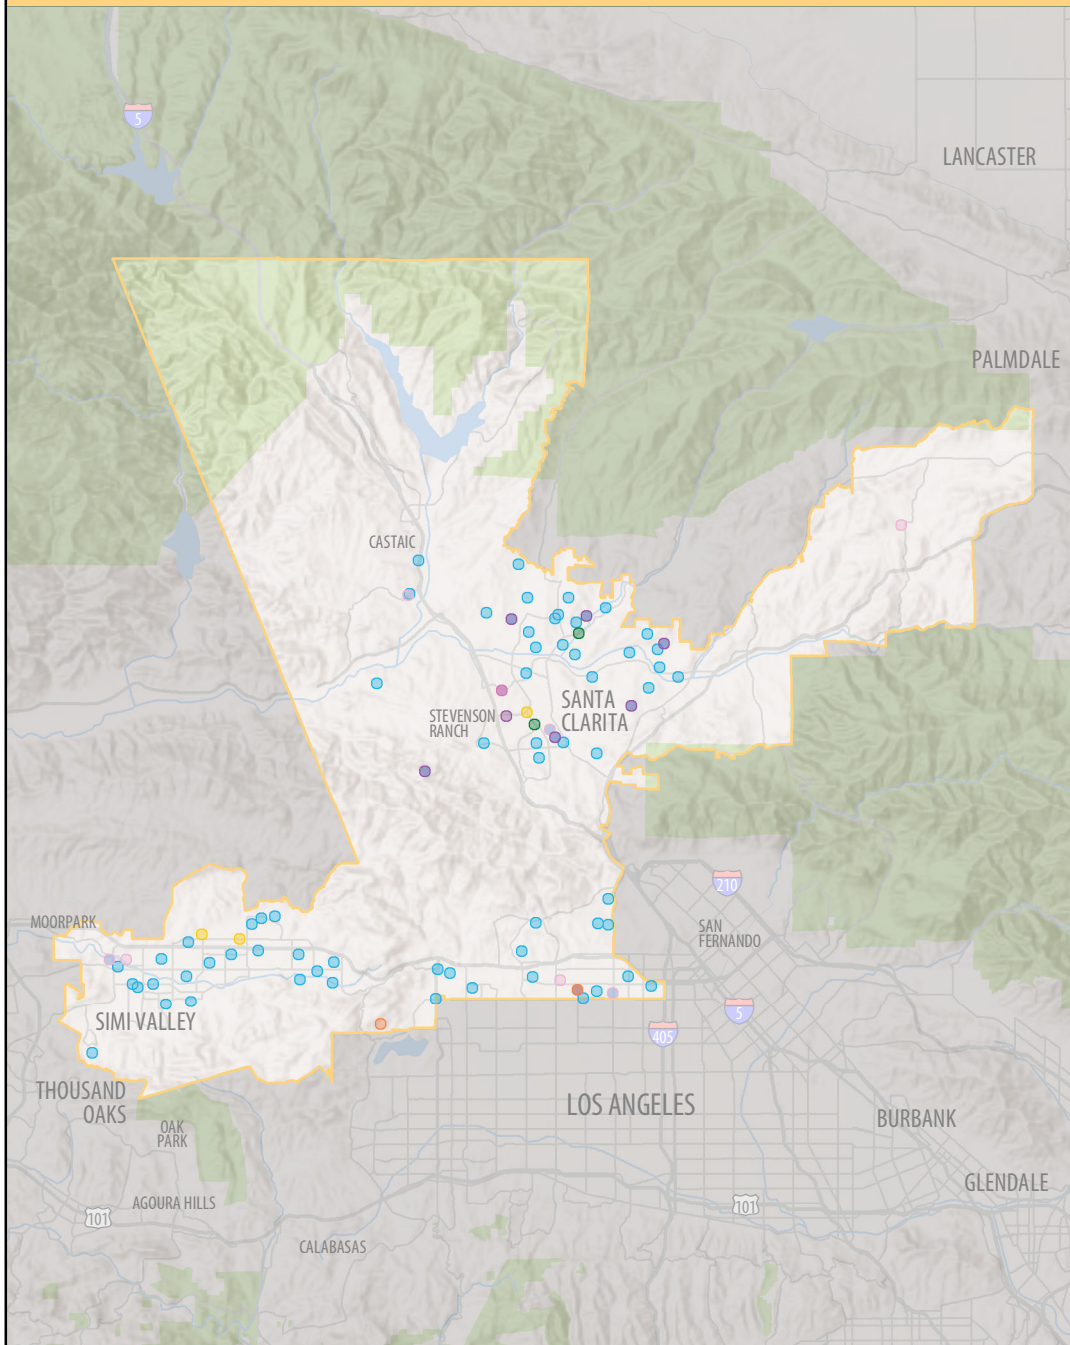 5
LANCASTER
PALMDALE
CASTAIC
SANTA
CLARITA
STEVENSON
RANCH
210
MOORPARK
SAN
FERNANDO
5
SIMI VALLEY
405
THOUSAND
OAKS
LOS ANGELES
BURBANK
OAK
PARK
GLENDALE
AGOURA HILLS
101
101
CALABASAS